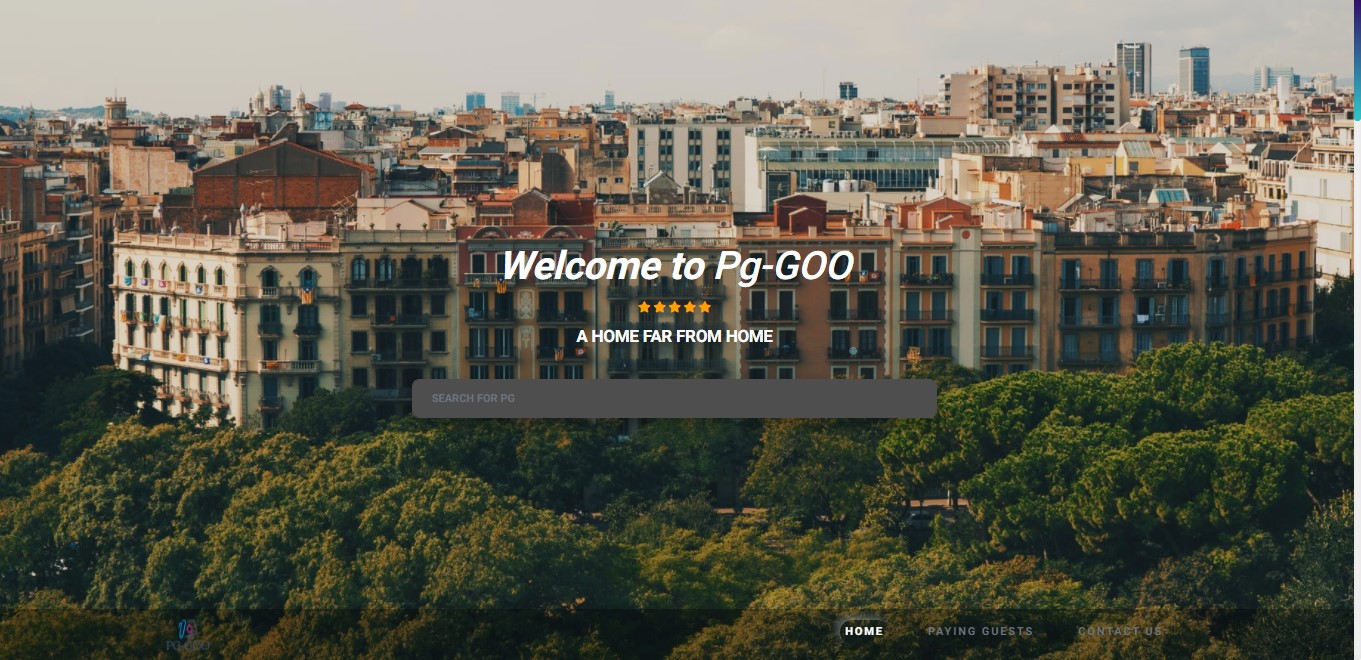 Welcome to Pg-GOO
A HOME FAR FROM HOME
SEARCH FOR PG
PG-GOO
HOME
PAYING GUESTS
CONTACT US